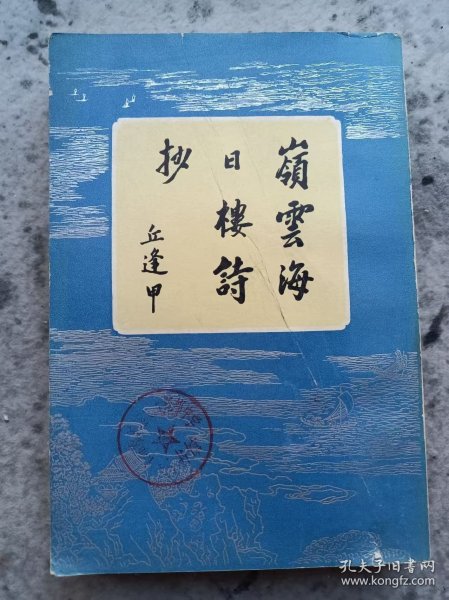 嶺雲海
日樓詩
抄
丘逢甲
孔夫子旧书网
www.kongfz.com